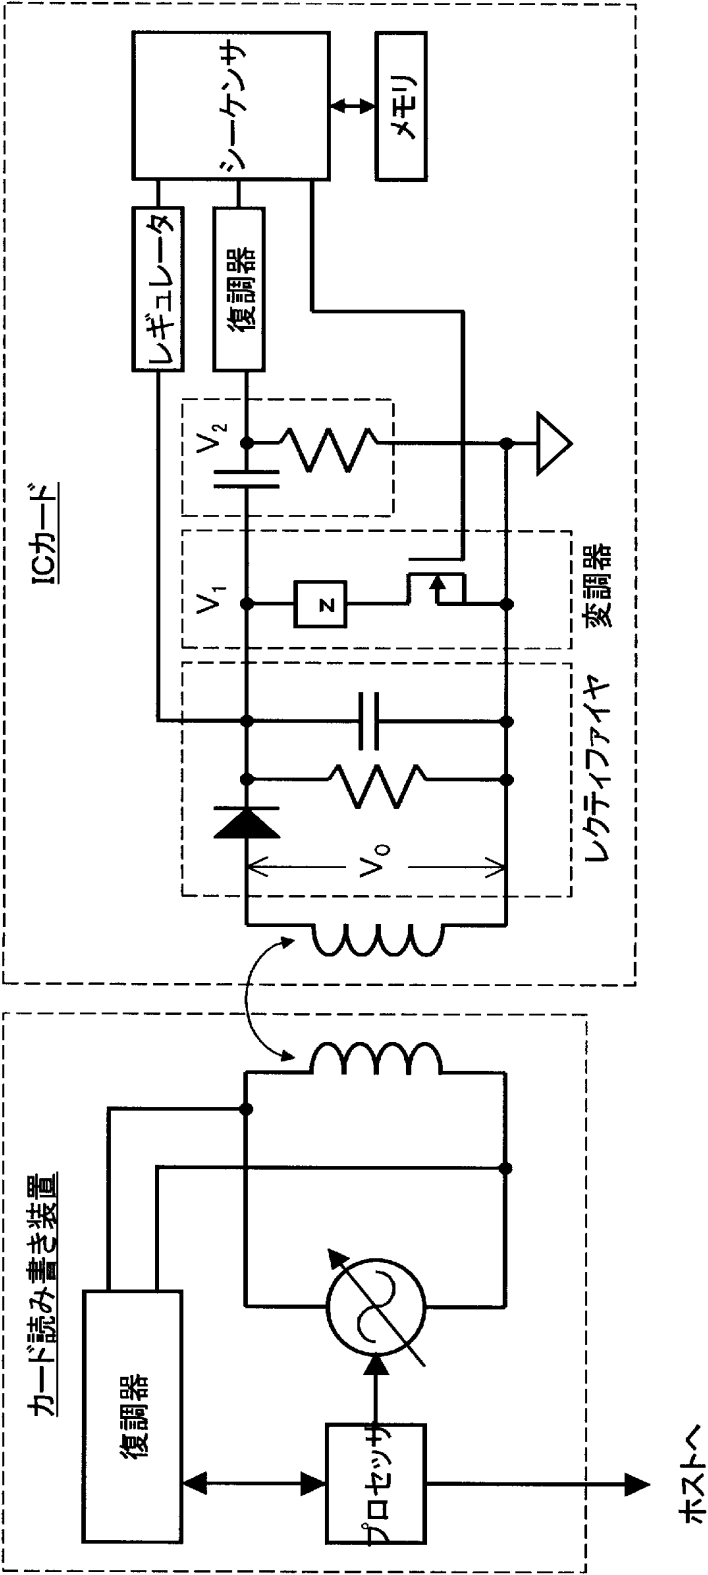 カード読み書き装置
復調器
プロセッサ
ホストへ
ICカード
V0
レクティファイヤ
V1
Z
変調器
V2
レギュレータ
復調器
シーケンサ
メモリ